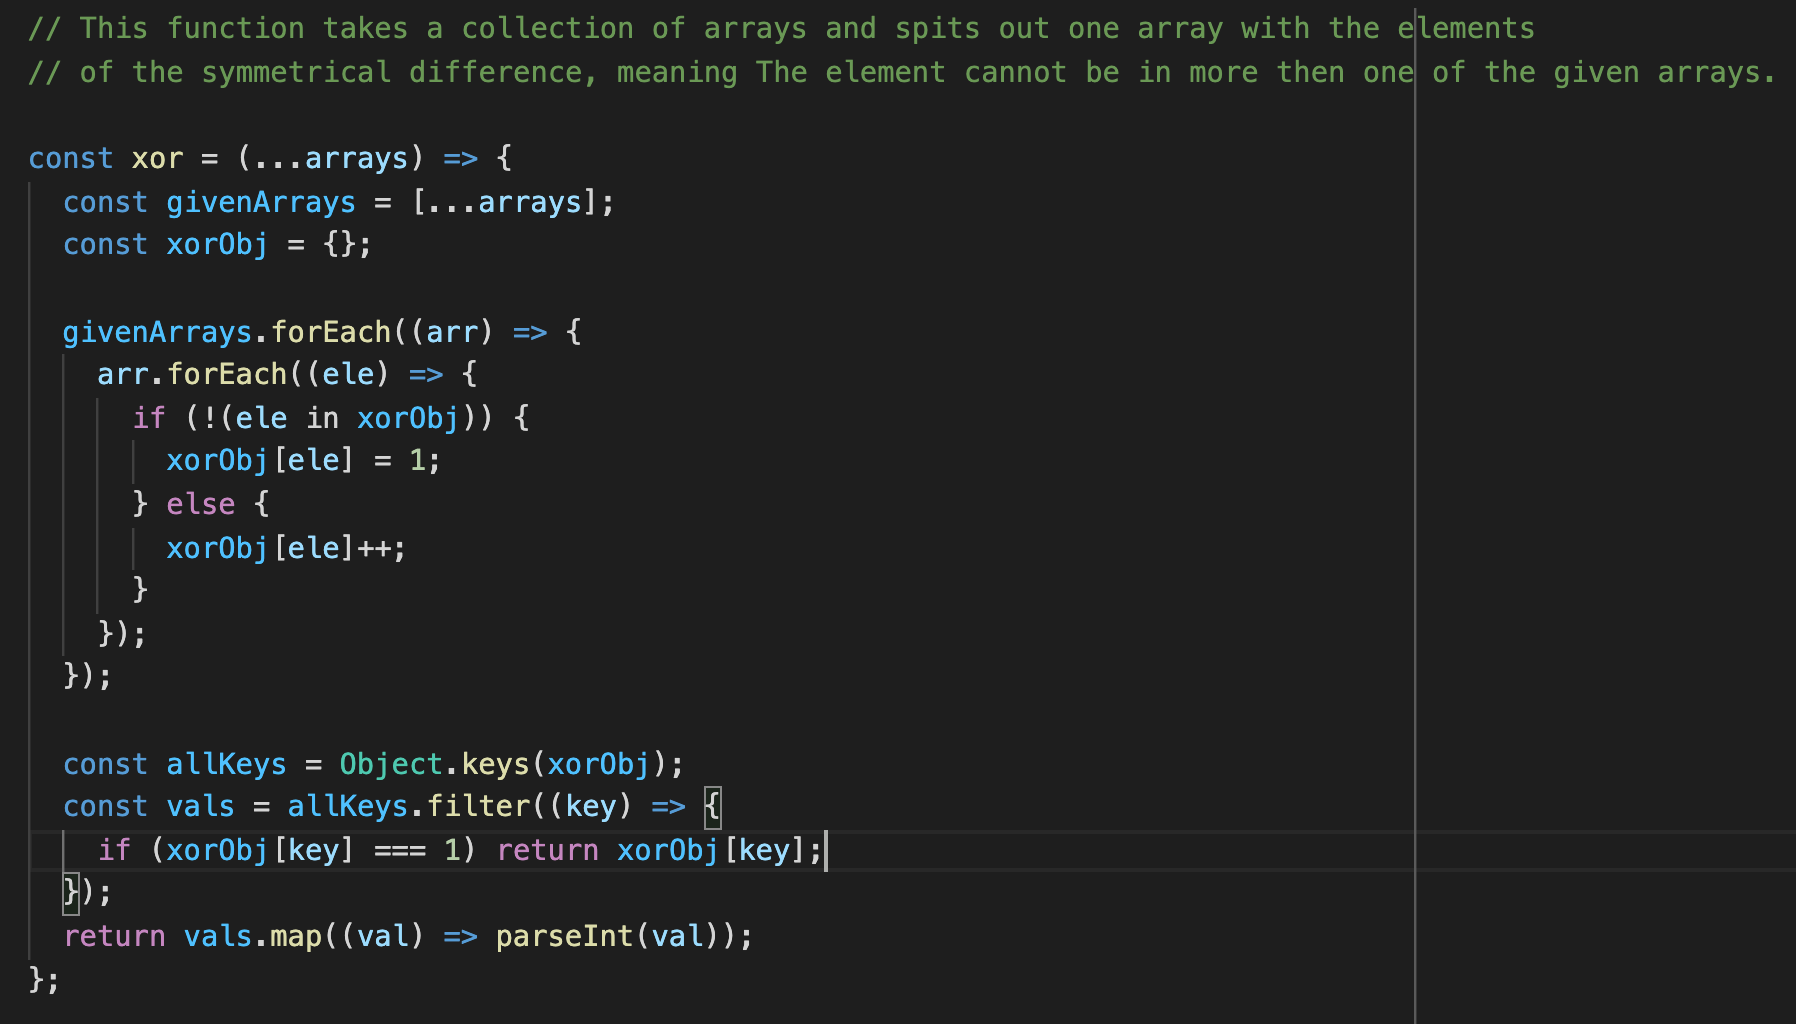 // This function takes a collection of arrays and spits out one array with the elements
// of the symmetrical difference, meaning The element cannot be in more then one of the given arrays.
const xor = (...arrays) => {
const givenArrays = [...arrays];
const xorObj = {};
givenArrays.forEach((arr) => {
arr.forEach((ele) => {
if (!(ele in xorObj)) {
xorObj[ele] = 1;
} else {
xorObj[ele]++;
}
});
});
const allKeys = Object.keys(xorObj);
const vals = allKeys.filter((key) => {
if (xorObj[key] === 1) return xorObj[key];
});
return vals.map((val) => parseInt(val));
};